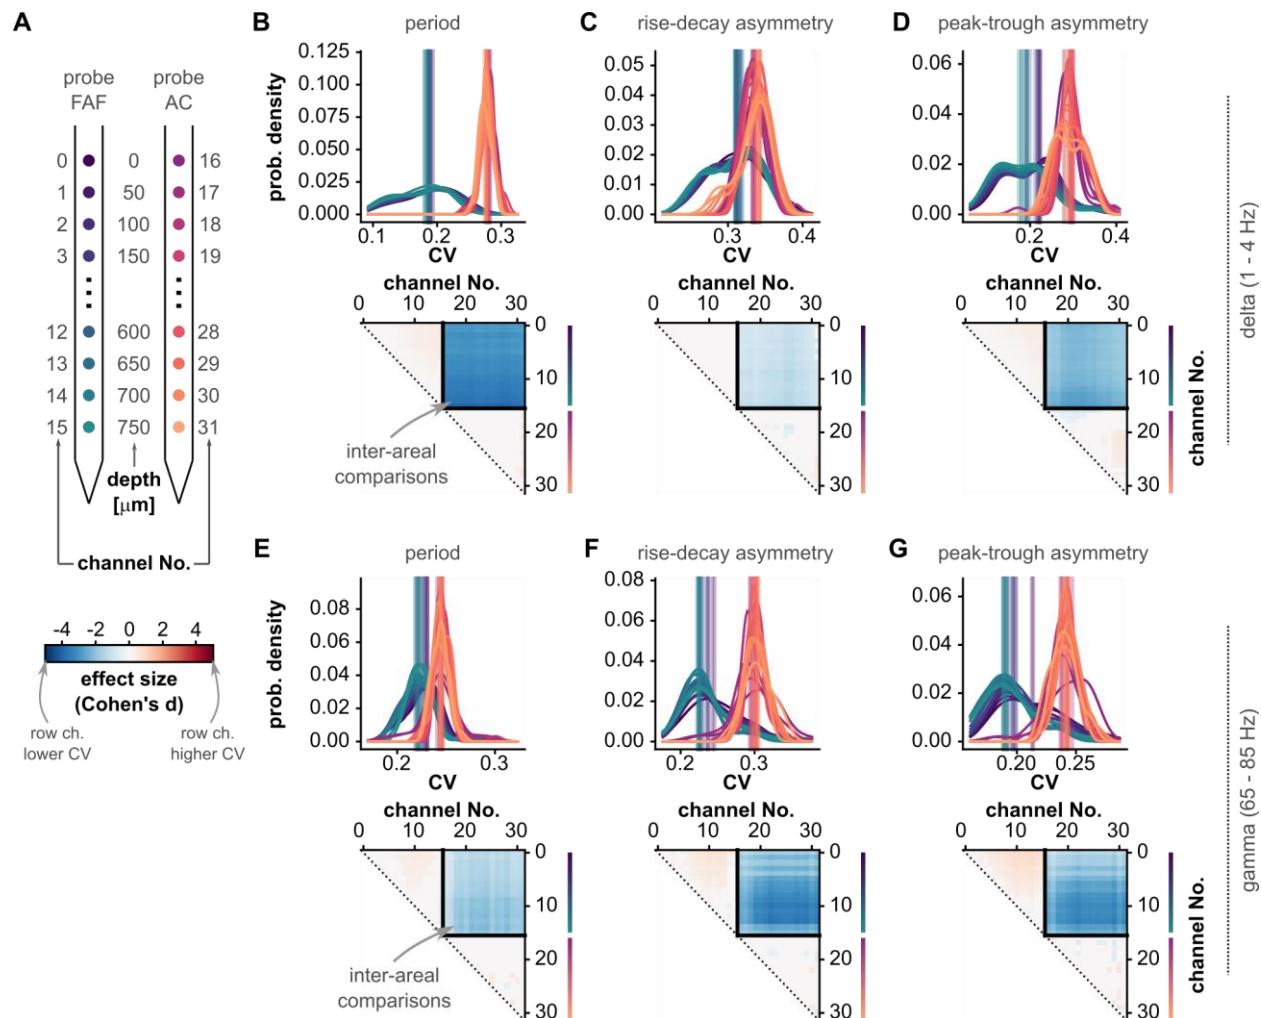 A
probe FAF
probe AC
0 0 16
1 50 17
2 100 18
3 150 19
12 600 28
13 650 29
14 700 30
15 750 31
depth
[μm]
channel No.
-4 -2 0 2 4
effect size
(Cohen's d)
row ch.
lower CV
row ch.
higher CV
B
period
prob. density
0.125
0.100
0.075
0.050
0.025
0.000
0.1 0.2 0.3
CV
channel No.
0 10 20 30
0
10
20
30
inter-areal
comparisons
C
rise-decay asymmetry
0.05
0.04
0.03
0.02
0.01
0.00
0.3 0.4
CV
channel No.
0 10 20 30
0
10
20
30
D
peak-trough asymmetry
0.06
0.04
0.02
0.00
0.2 0.4
CV
channel No.
0 10 20 30
0
10
20
30
channel No.
delta (1 - 4 Hz)
E
period
prob. density
0.08
0.06
0.04
0.02
0.00
0.2 0.3
CV
channel No.
0 10 20 30
0
10
20
30
inter-areal
comparisons
F
rise-decay asymmetry
0.08
0.06
0.04
0.02
0.00
0.2 0.3
CV
channel No.
0 10 20 30
0
10
20
30
G
peak-trough asymmetry
0.06
0.04
0.02
0.00
0.20 0.25
CV
channel No.
0 10 20 30
0
10
20
30
channel No.
gamma (65 - 85 Hz)